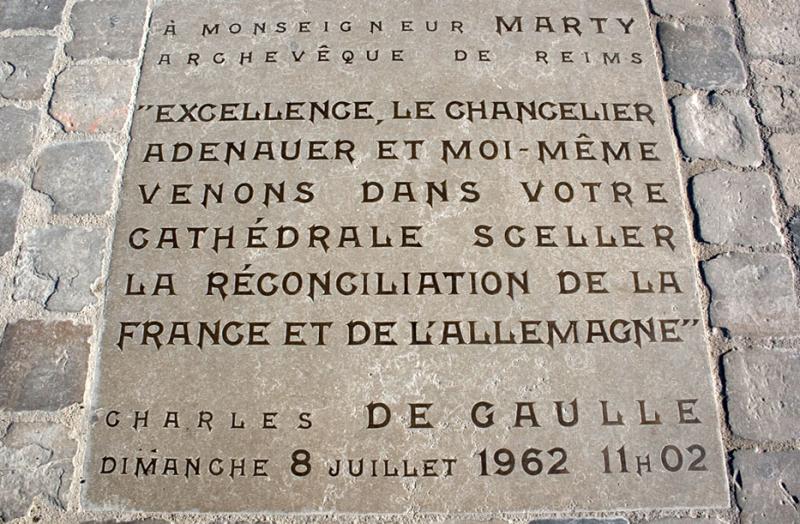 À MONSEIGNEUR MARTY
ARCHEVÊQUE DE REIMS
"EXCELLENCE, LE CHANCELIER
ADENAUER ET MOI-MÊME
VENONS DANS VOTRE
CATHÉDRALE SCELLER
LA RÉCONCILIATION DE LA
FRANCE ET DE L'ALLEMAGNE"
CHARLES DE GAULLE
DIMANCHE 8 JUILLET 1962 11H02